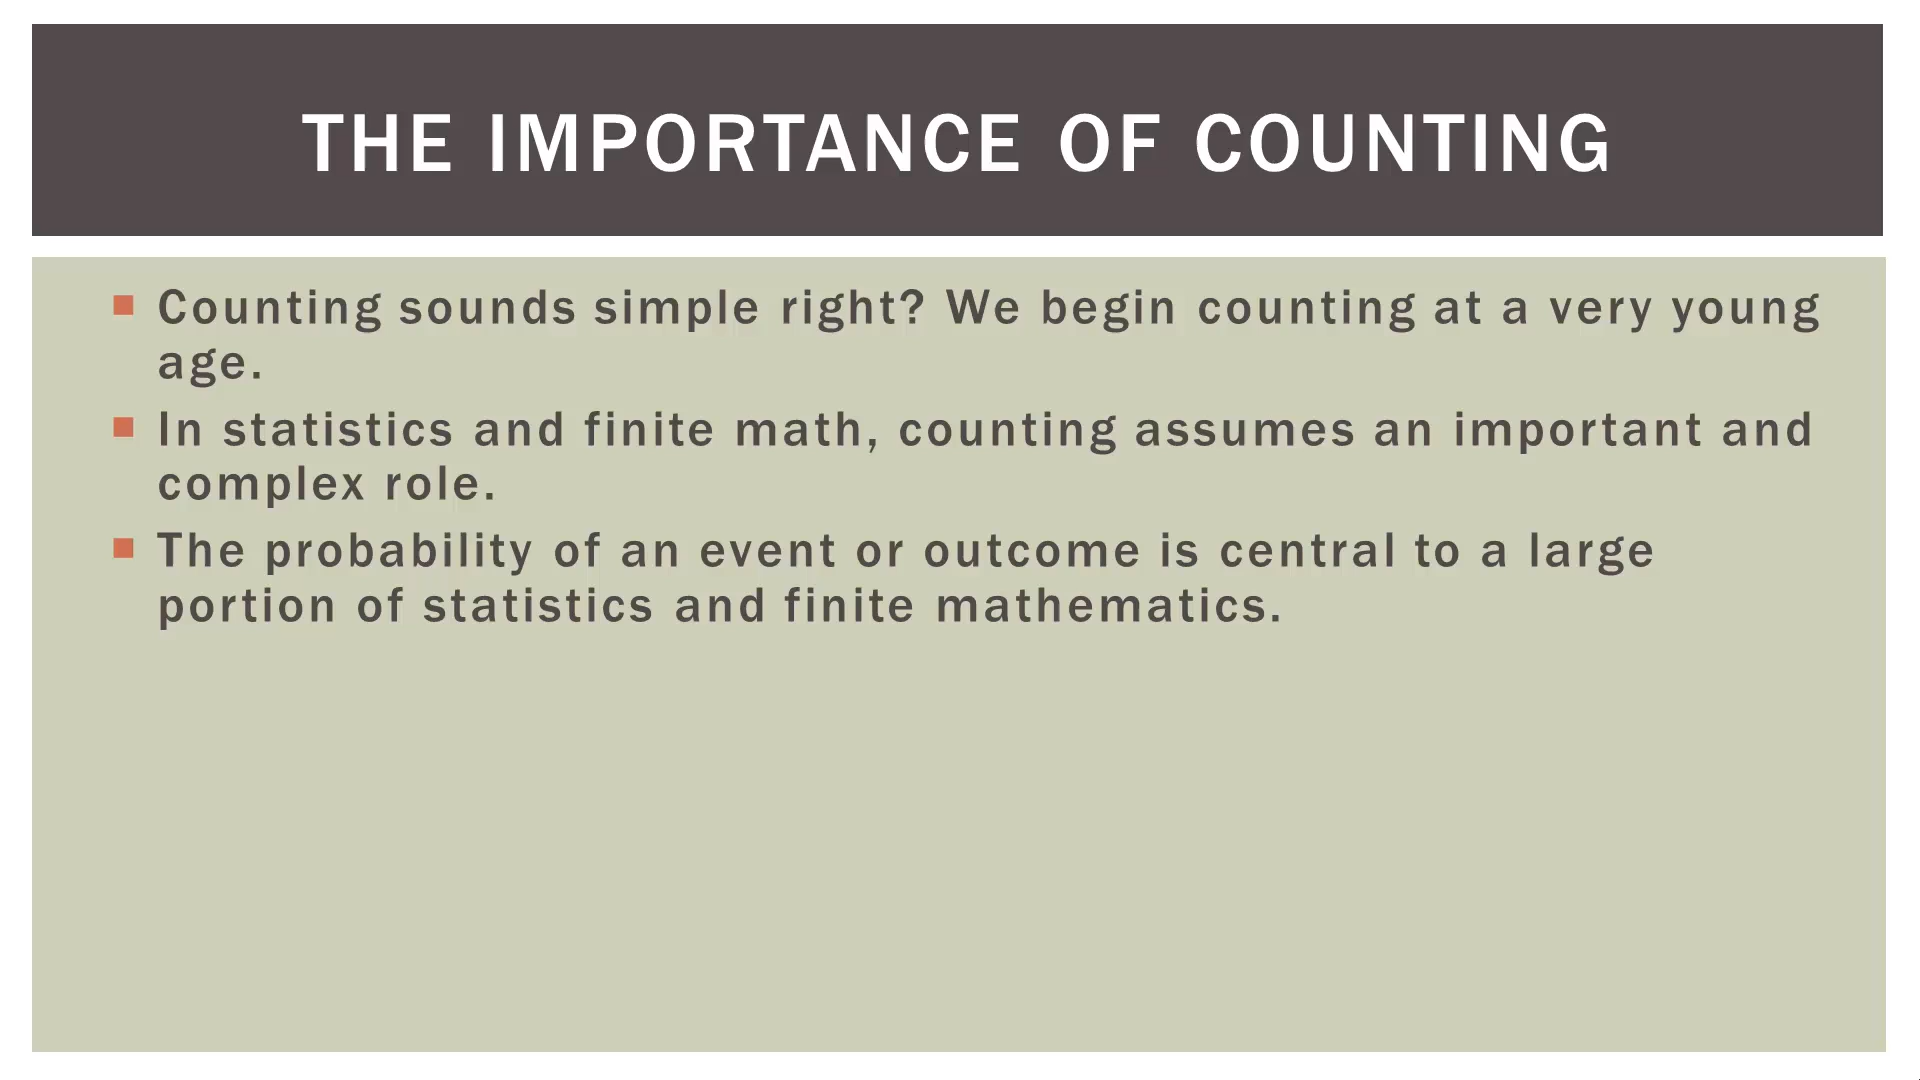 THE IMPORTANCE OF COUNTING
Counting sounds simple right? We begin counting at a very young
age.
In statistics and finite math, counting assumes an important and
complex role.
The probability of an event or outcome is central to a large
portion of statistics and finite mathematics.